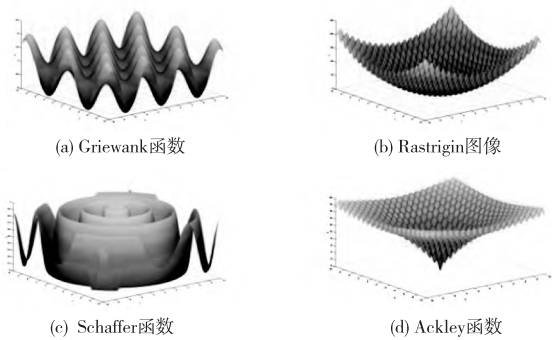 (a) Griewank函数
(b) Rastrigin图像
(c) Schaffer函数
(d) Ackley函数